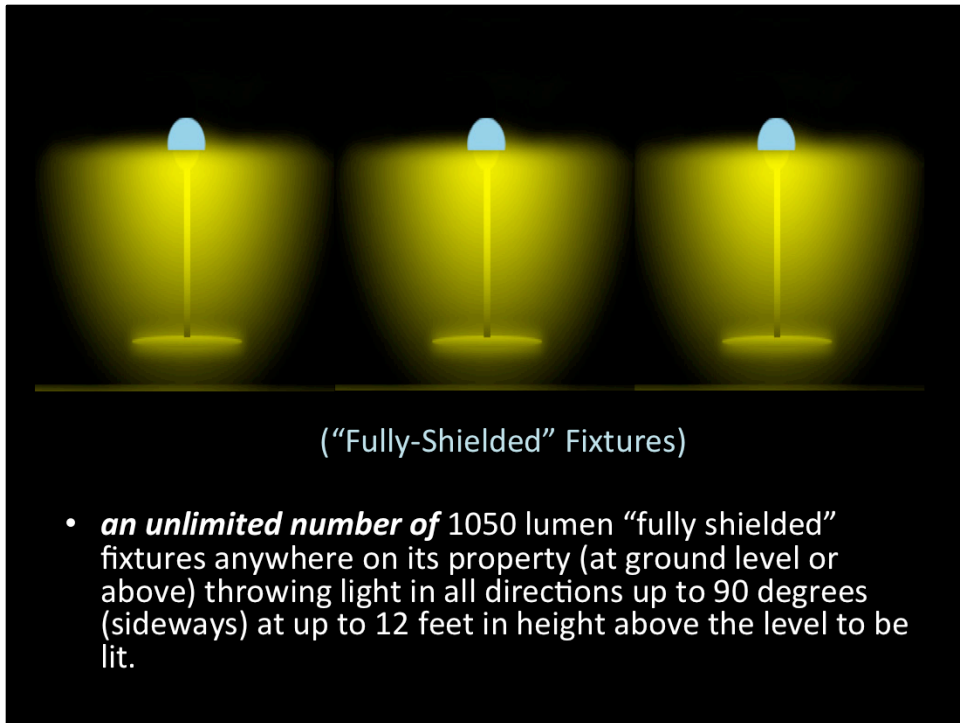 (“Fully-Shielded” Fixtures)
• an unlimited number of 1050 lumen “fully shielded”
fixtures anywhere on its property (at ground level or
above) throwing light in all directions up to 90 degrees
(sideways) at up to 12 feet in height above the level to be
lit.